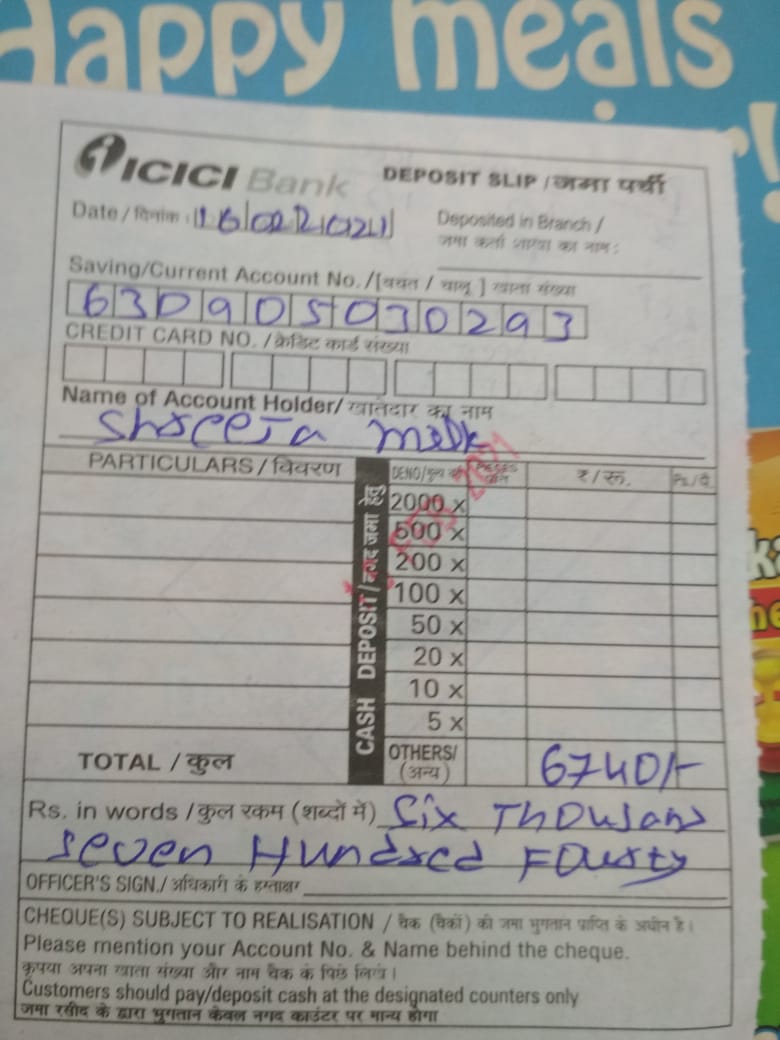 Happy meals
ICICI Bank
DEPOSIT SLIP / जमा पर्ची
Date / दिनांक : 16022021
Deposited in Branch /
जमा कर्ता शाखा का नाम :
Saving/Current Account No. /[बचत / चालू ] खाता संख्या
630905030293
CREDIT CARD NO. / क्रेडिट कार्ड संख्या
Name of Account Holder/ खातेदार का नाम
Shreeja milk
PARTICULARS / विवरण
CASH DEPOSIT / नगद जमा हेतु
DENO/मूल्य PIECES ₹ / रू. Ps./पै.
FEB 2021
2000 x
500 x
200 x
100 x
50 x
20 x
10 x
5 x
TOTAL / कुल OTHERS/ 6740/-
(अन्य)
Rs. in words / कुल रकम (शब्दों में) Six Thousand
Seven Hundred Fourty
OFFICER'S SIGN./ अधिकारी के हस्ताक्षर
CHEQUE(S) SUBJECT TO REALISATION / चैक (चैकों) की जमा भुगतान प्राप्ति के अधीन है।
Please mention your Account No. & Name behind the cheque.
कृपया अपना खाता संख्या और नाम चैक के पिछे लिखे।
Customers should pay/deposit cash at the designated counters only
जमा रसीद के द्वारा भुगतान केवल नगद काउंटर पर मान्य होगा